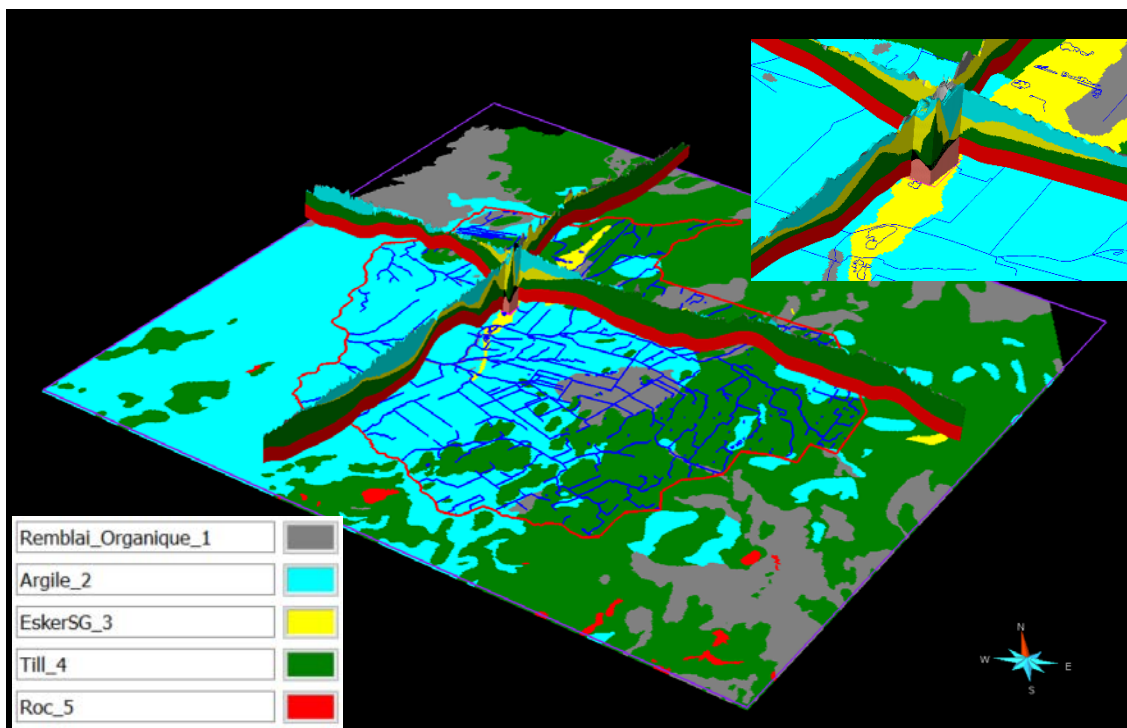 Remblai_Organique_1
Argile_2
EskerSG_3
Till_4
Roc_5
N
W
E
S